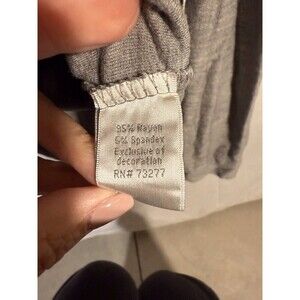 95% Rayon
5% Spandex
Exclusive of
decoration
RN# 73277